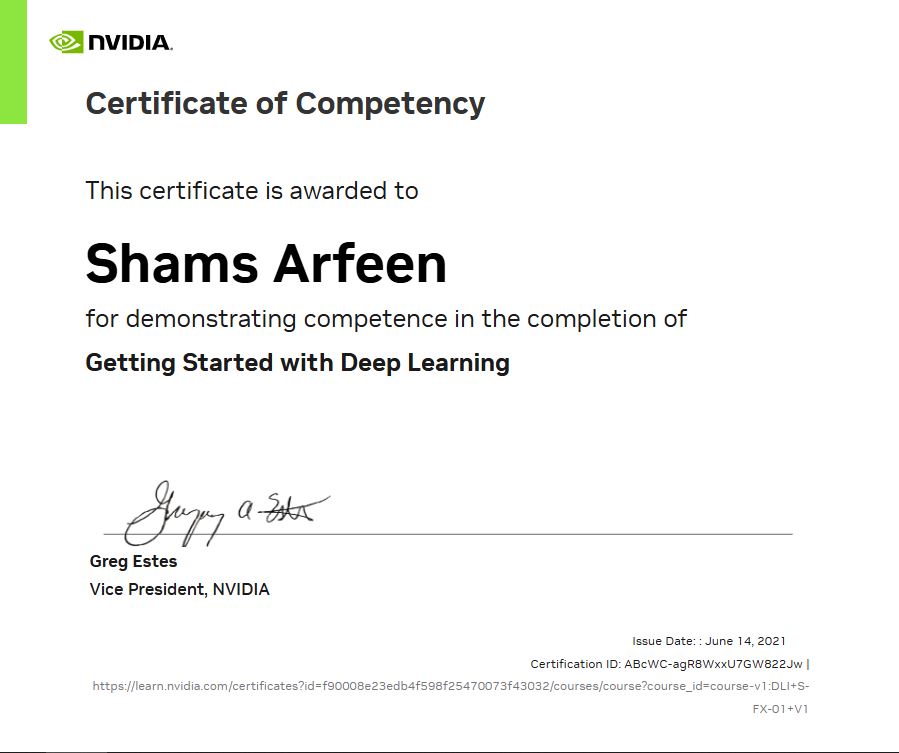 NVIDIA.
Certificate of Competency
This certificate is awarded to
Shams Arfeen
for demonstrating competence in the completion of
Getting Started with Deep Learning
Gregory A. Estes
Greg Estes
Vice President, NVIDIA
Issue Date: : June 14, 2021
Certification ID: ABcWC-agR8WxxU7GW822Jw |
https://learn.nvidia.com/certificates?id=f90008e23edb4f598f25470073f43032/courses/course?course_id=course-v1:DLI+S-
FX-01+V1